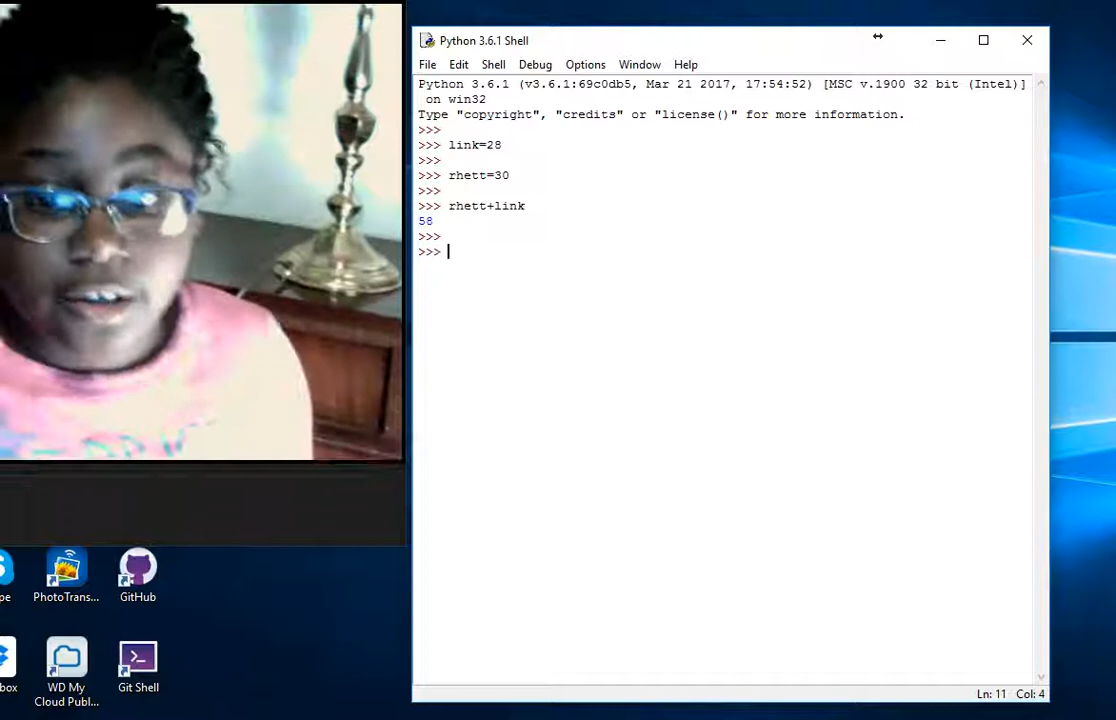 Python 3.6.1 Shell
File Edit Shell Debug Options Window Help
Python 3.6.1 (v3.6.1:69c0db5, Mar 21 2017, 17:54:52) [MSC v.1900 32 bit (Intel)]
on win32
Type "copyright", "credits" or "license()" for more information.
>>>
>>> link=28
>>>
>>> rhett=30
>>>
>>> rhett+link
58
>>>
>>>
Ln: 11 Col: 4
pe PhotoTrans... GitHub
box WD My Cloud Publ... Git Shell